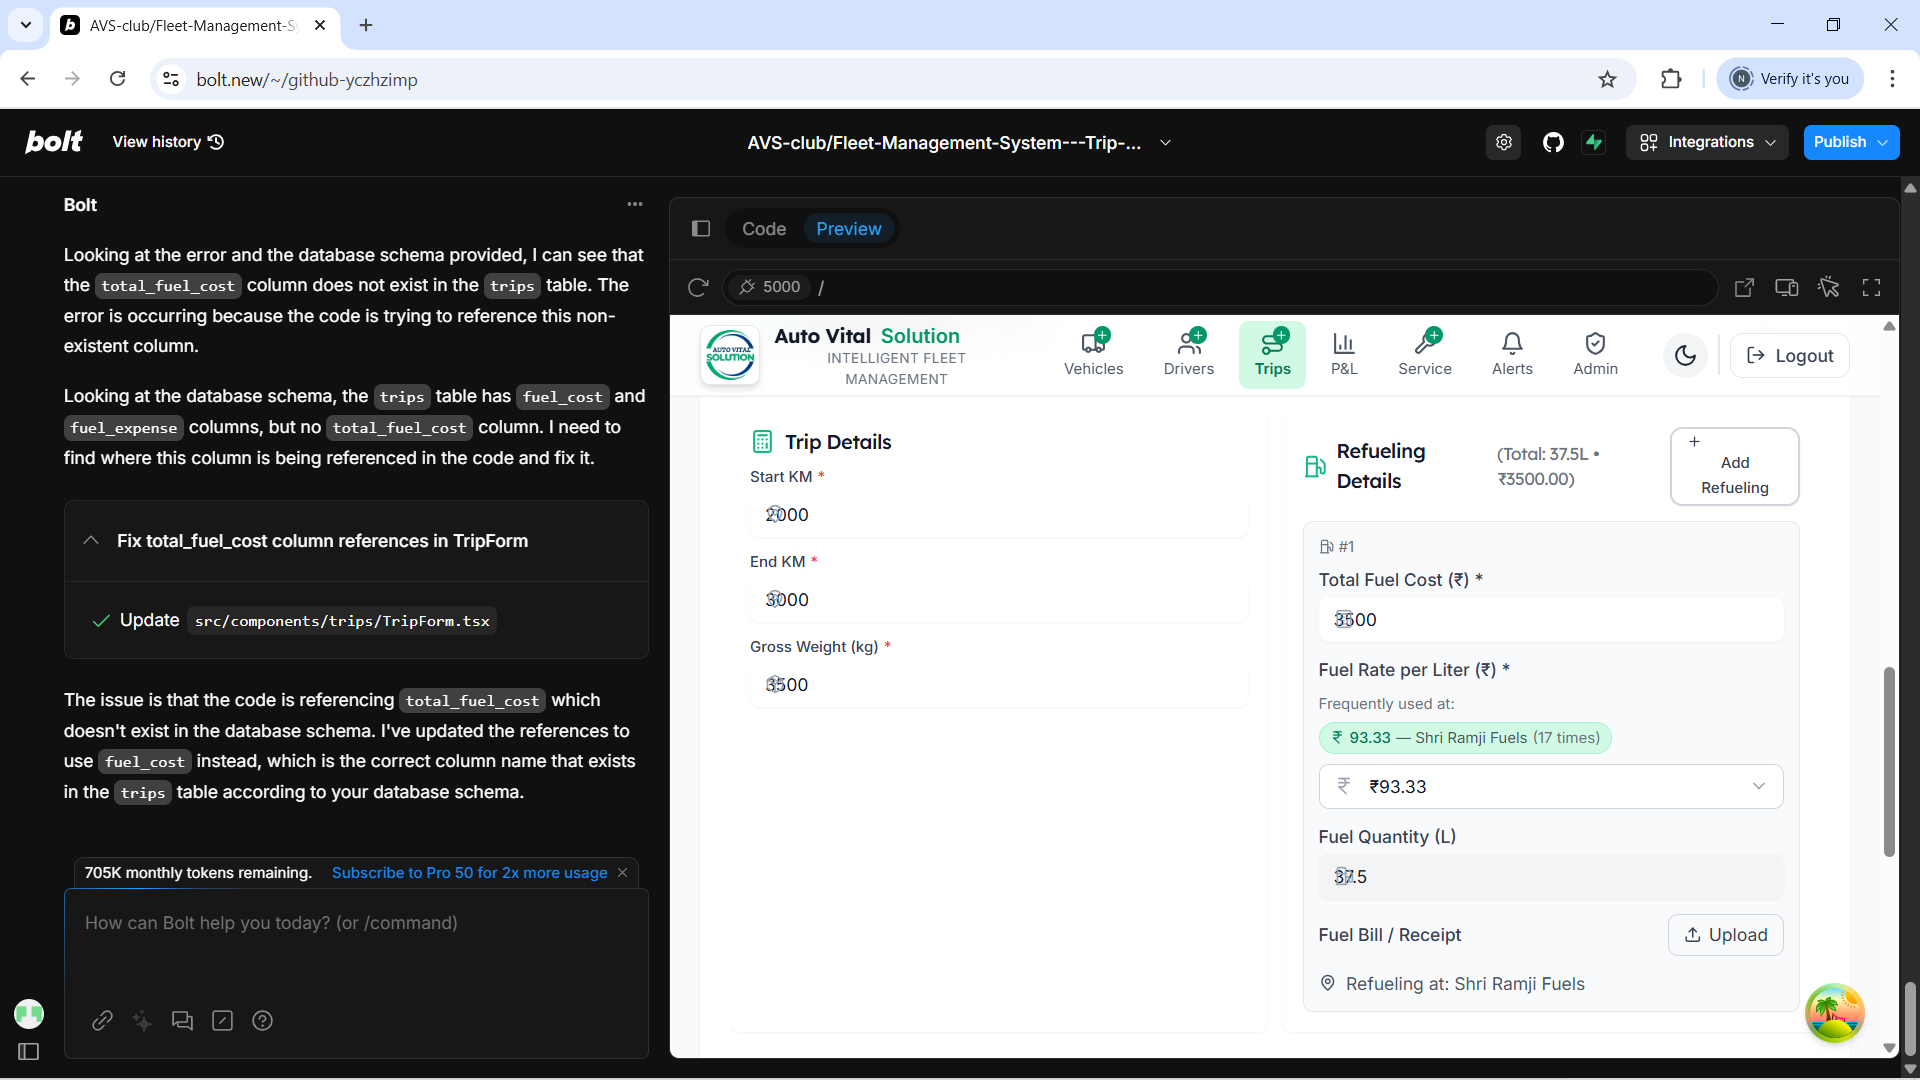 AVS-club/Fleet-Management-S
bolt.new/~/github-yczhzimp
N
Verify it's you
bolt
View history
AVS-club/Fleet-Management-System---Trip-...
Integrations
Publish
Bolt
Looking at the error and the database schema provided, I can see that
the total_fuel_cost column does not exist in the trips table. The
error is occurring because the code is trying to reference this non-
existent column.
Looking at the database schema, the trips table has fuel_cost and
fuel_expense columns, but no total_fuel_cost column. I need to
find where this column is being referenced in the code and fix it.
Fix total_fuel_cost column references in TripForm
Update src/components/trips/TripForm.tsx
The issue is that the code is referencing total_fuel_cost which
doesn't exist in the database schema. I've updated the references to
use fuel_cost instead, which is the correct column name that exists
in the trips table according to your database schema.
705K monthly tokens remaining. Subscribe to Pro 50 for 2x more usage
How can Bolt help you today? (or /command)
Code
Preview
5000 /
AUTO VITAL
SOLUTION
Auto Vital Solution
INTELLIGENT FLEET
MANAGEMENT
Vehicles
Drivers
Trips
P&L
Service
Alerts
Admin
Logout
Trip Details
Start KM *
2000
End KM *
3000
Gross Weight (kg) *
3500
Refueling
Details
(Total: 37.5L •
₹3500.00)
+
Add
Refueling
#1
Total Fuel Cost (₹) *
3500
Fuel Rate per Liter (₹) *
Frequently used at:
₹ 93.33 — Shri Ramji Fuels (17 times)
₹ ₹93.33
Fuel Quantity (L)
37.5
Fuel Bill / Receipt
Upload
Refueling at: Shri Ramji Fuels